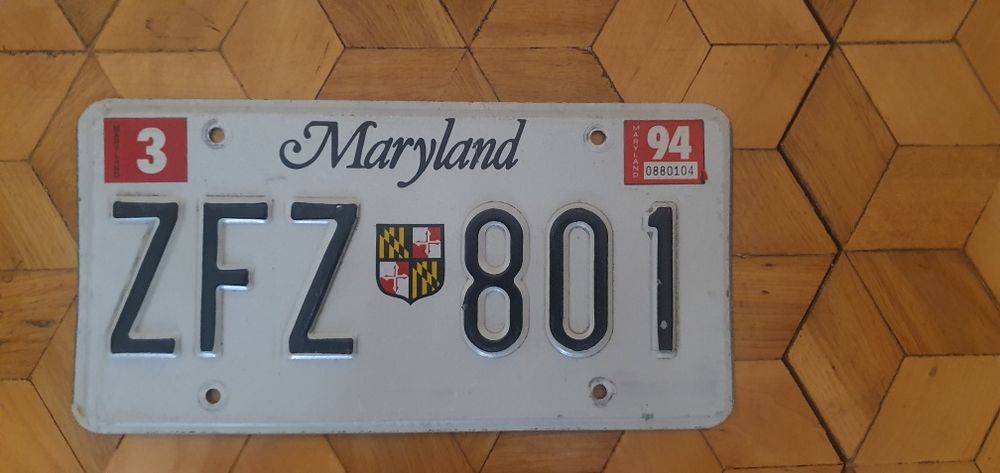 MARYLAND 3
Maryland
MARYLAND 94
0880104
ZFZ 801